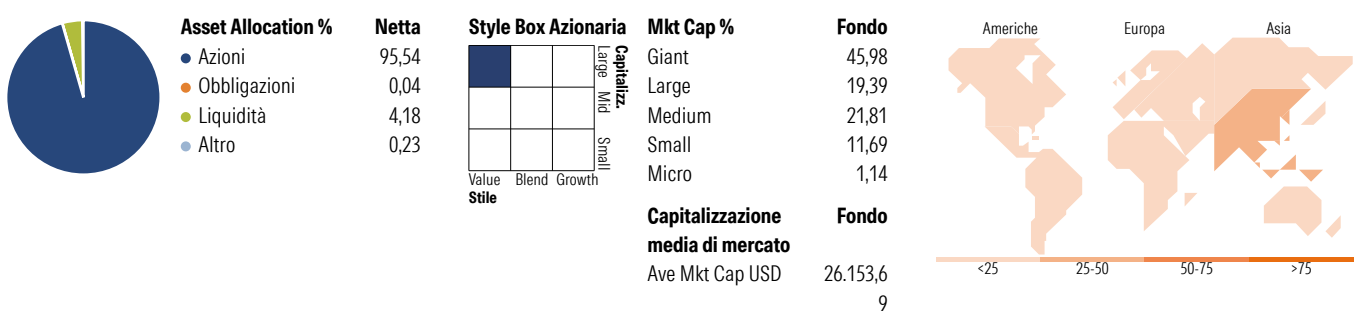 Asset Allocation % Netta
Azioni 95,54
Obbligazioni 0,04
Liquidità 4,18
Altro 0,23
Style Box Azionaria
Capitalizz.
Large Mid Small
Value Blend Growth
Stile
Mkt Cap % Fondo
Giant 45,98
Large 19,39
Medium 21,81
Small 11,69
Micro 1,14
Capitalizzazione Fondo
media di mercato
Ave Mkt Cap USD 26.153,6
9
Americhe Europa Asia
<25 25-50 50-75 >75